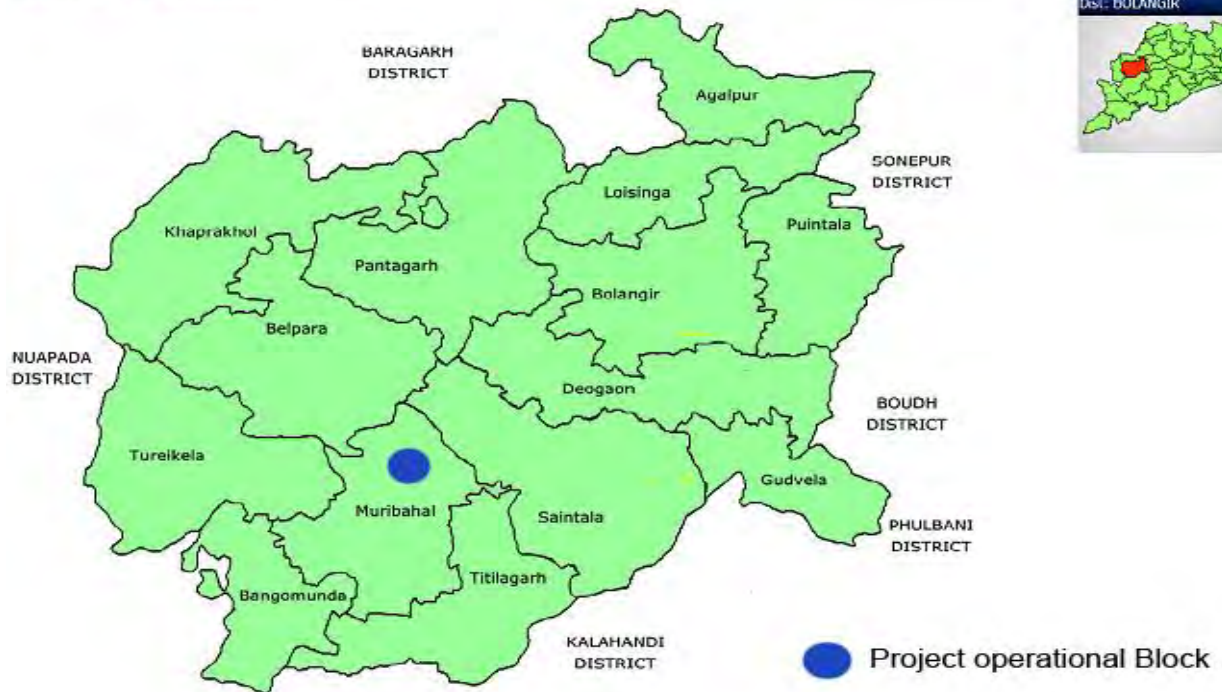 Dist: BOLANGIR
BARAGARH
DISTRICT
Agalpur
SONEPUR
DISTRICT
Loisinga
Puintala
Khaprakhol
Pantagarh
Bolangir
Belpara
NUAPADA
DISTRICT
Deogaon
BOUDH
DISTRICT
Tureikela
Gudvela
Muribahal
Saintala
PHULBANI
DISTRICT
Titilagarh
Bangomunda
KALAHANDI
DISTRICT
Project operational Block